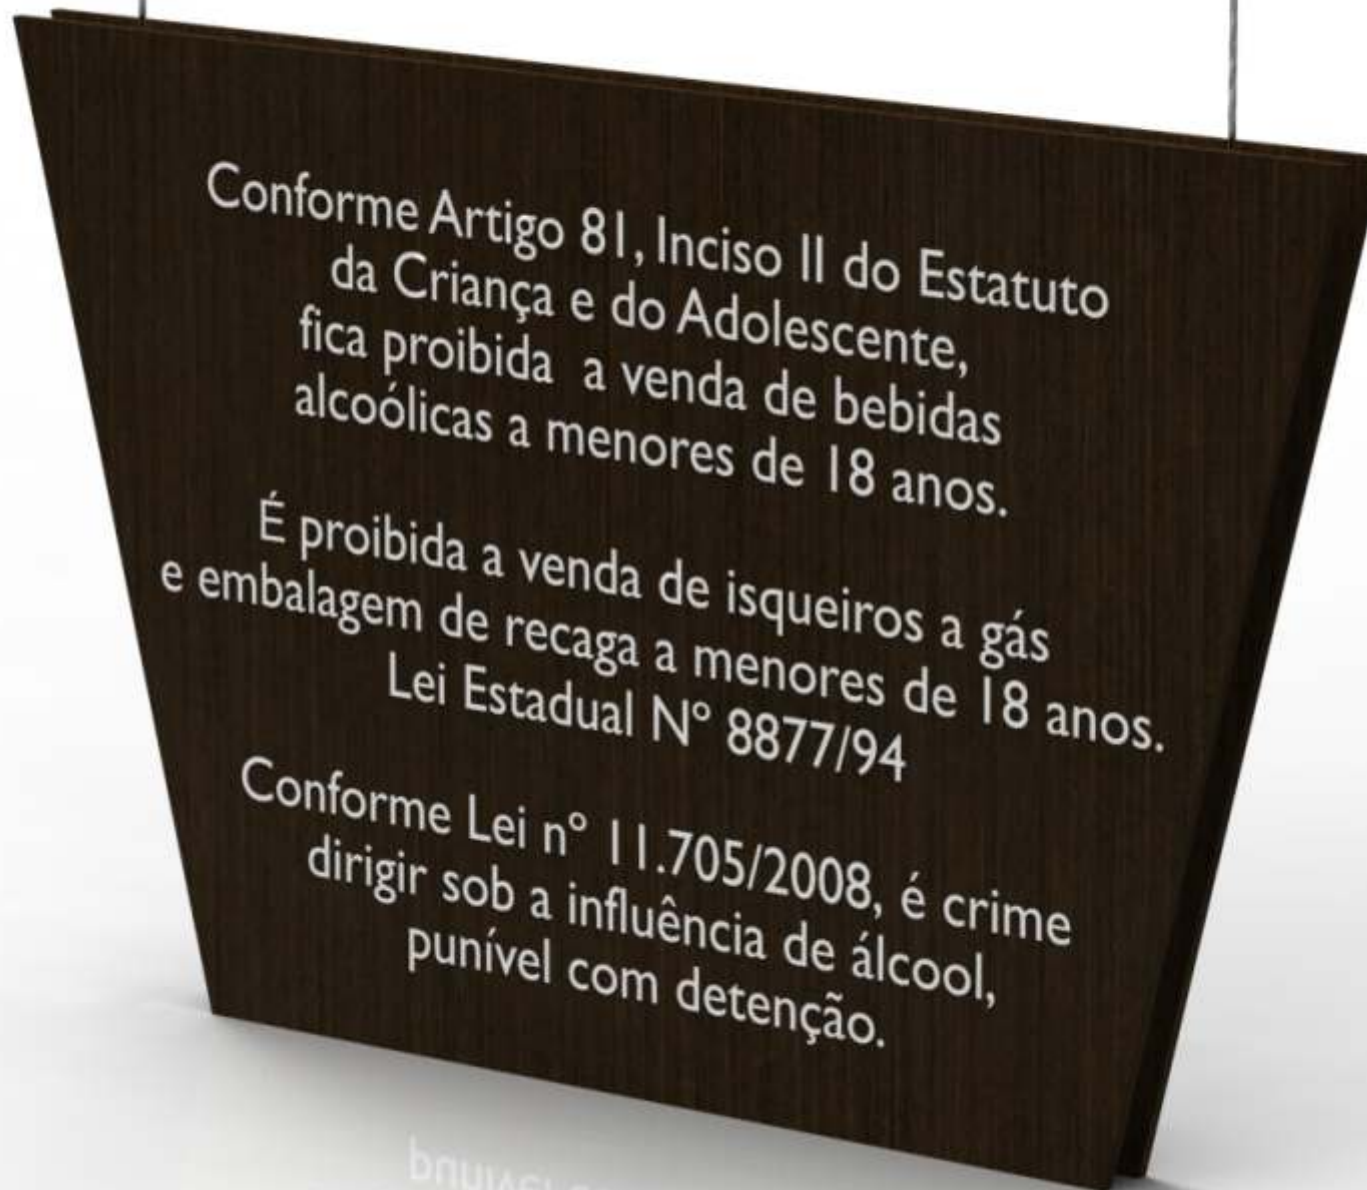 Conforme Artigo 81, Inciso II do Estatuto
da Criança e do Adolescente,
fica proibida a venda de bebidas
alcoólicas a menores de 18 anos.
É proibida a venda de isqueiros a gás
e embalagem de recaga a menores de 18 anos.
Lei Estadual N° 8877/94
Conforme Lei n° 11.705/2008, é crime
dirigir sob a influência de álcool,
punível com detenção.